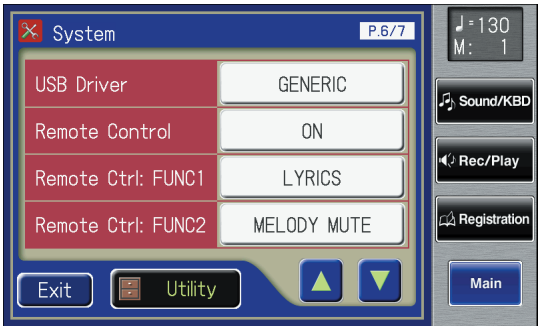 System P.6/7
USB Driver GENERIC
Remote Control ON
Remote Ctrl: FUNC1 LYRICS
Remote Ctrl: FUNC2 MELODY MUTE
Exit Utility
♩=130
M: 1
Sound/KBD
Rec/Play
Registration
Main